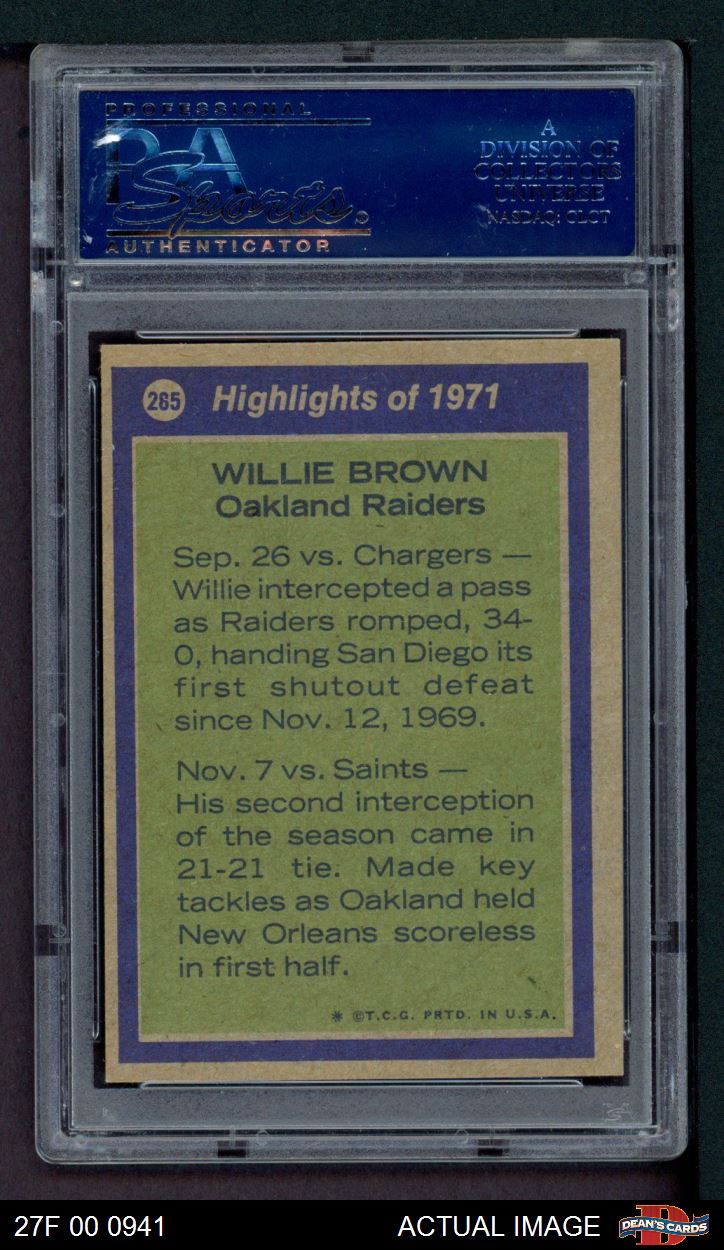 PROFESSIONAL
PSA
Sports
AUTHENTICATOR
A
DIVISION OF
COLLECTORS
UNIVERSE
NASDAQ: CLCT
285 Highlights of 1971
WILLIE BROWN
Oakland Raiders
Sep. 26 vs. Chargers —
Willie intercepted a pass
as Raiders romped, 34-
0, handing San Diego its
first shutout defeat
since Nov. 12, 1969.
Nov. 7 vs. Saints —
His second interception
of the season came in
21-21 tie. Made key
tackles as Oakland held
New Orleans scoreless
in first half.
* ©T.C.G. PRTD. IN U.S.A.
27F 00 0941 ACTUAL IMAGE D DEAN'S CARDS